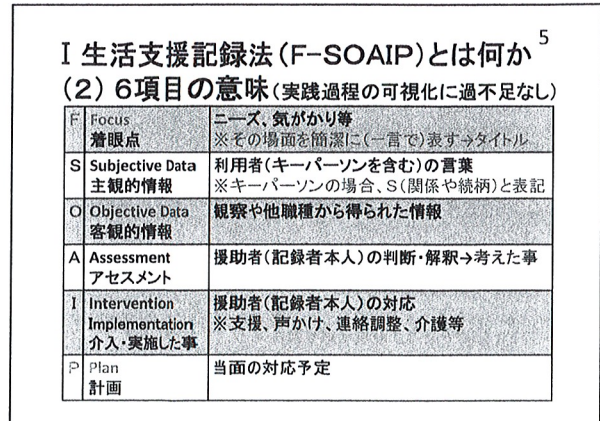 5
Ⅰ 生活支援記録法(F-SOAIP)とは何か
(2) 6項目の意味(実践過程の可視化に過不足なし)
F Focus ニーズ、気がかり等
着眼点 ※その場面を簡潔に(一言で)表す→タイトル
S Subjective Data 利用者(キーパーソンを含む)の言葉
主観的情報 ※キーパーソンの場合、S(関係や続柄)と表記
O Objective Data 観察や他職種から得られた情報
客観的情報
A Assessment 援助者(記録者本人)の判断・解釈→考えた事
アセスメント
I Intervention 援助者(記録者本人)の対応
Implementation ※支援、声かけ、連絡調整、介護等
介入・実施した事
P Plan 当面の対応予定
計画